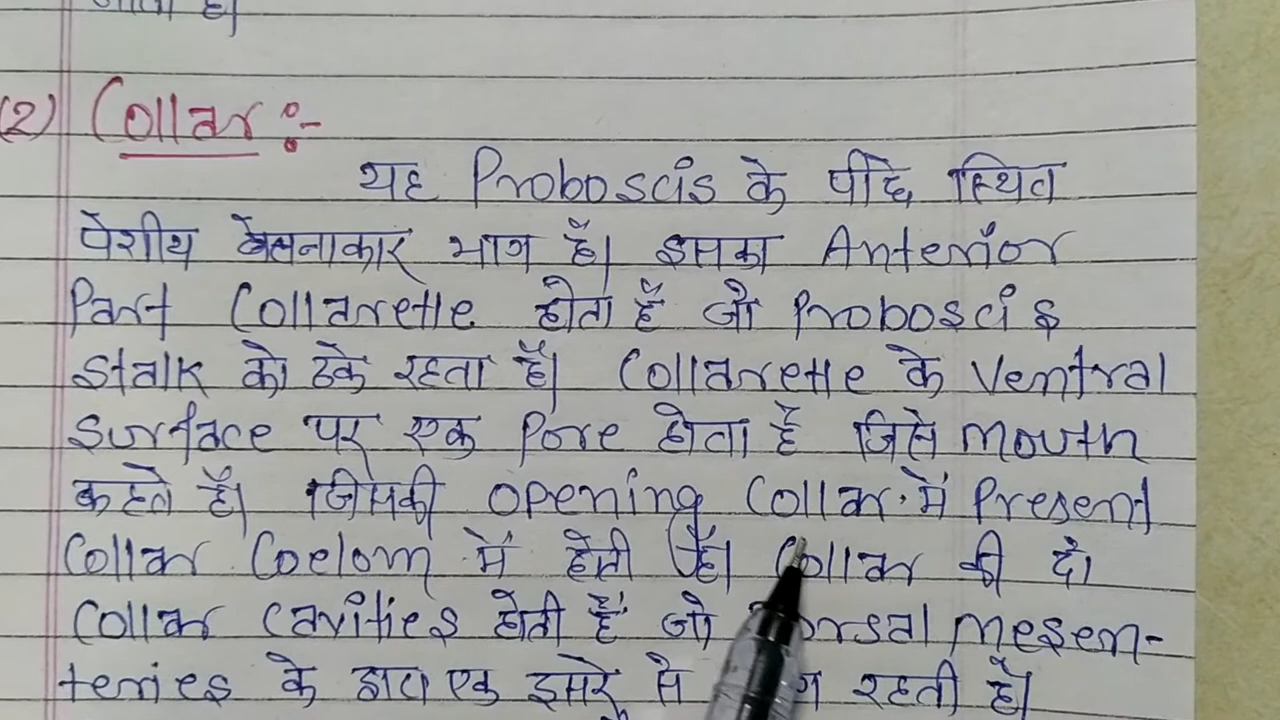 (2) Collar :-
यह Proboscis के पीछे स्थित
पेशीय बेलनाकार भाग है। इसका Anterior
Part Collarette होता है जो Proboscis
stalk को ढके रहता है। Collarette के Ventral
surface पर एक Pore होता है जिसे mouth
कहते है। जिसकी opening Collar में Present
Collar Coelom में होती है। Collar की दो
Collar cavities होती है जो mesen-
teries के द्वारा एक दूसरे से रहती है।